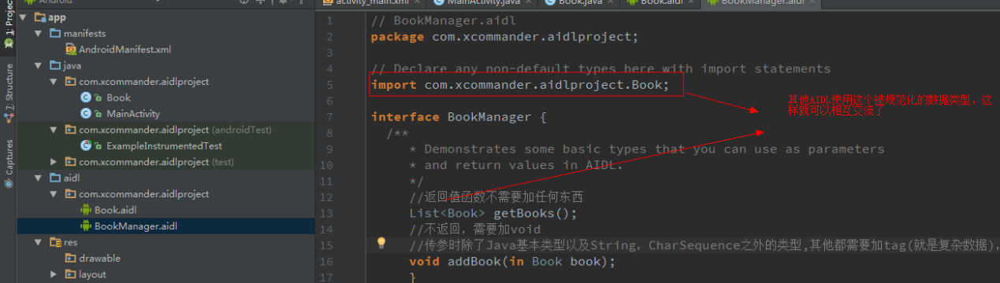 Android
activity_main.xml
MainActivity.java
Book.java
Book.aidl
BookManager.aidl
1: Project
7: Structure
Captures
app
manifests
AndroidManifest.xml
java
com.xcommander.aidlproject
Book
MainActivity
com.xcommander.aidlproject (androidTest)
ExampleInstrumentedTest
com.xcommander.aidlproject (test)
aidl
com.xcommander.aidlproject
Book.aidl
BookManager.aidl
res
drawable
layout
1 // BookManager.aidl
2 package com.xcommander.aidlproject;
3
4 // Declare any non-default types here with import statements
5 import com.xcommander.aidlproject.Book;
6
7 interface BookManager {
8 /**
9 * Demonstrates some basic types that you can use as parameters
10 * and return values in AIDL.
11 */
12 //返回值函数不需要加任何东西
13 List<Book> getBooks();
14 //不返回，需要加void
15 //传参时除了Java基本类型以及String，CharSequence之外的类型,其他都需要加tag(就是复杂数据)，
16 void addBook(in Book book);
17 }
其他AIDL使用这个被规范化的数据类型，这
样就可以相互交流了